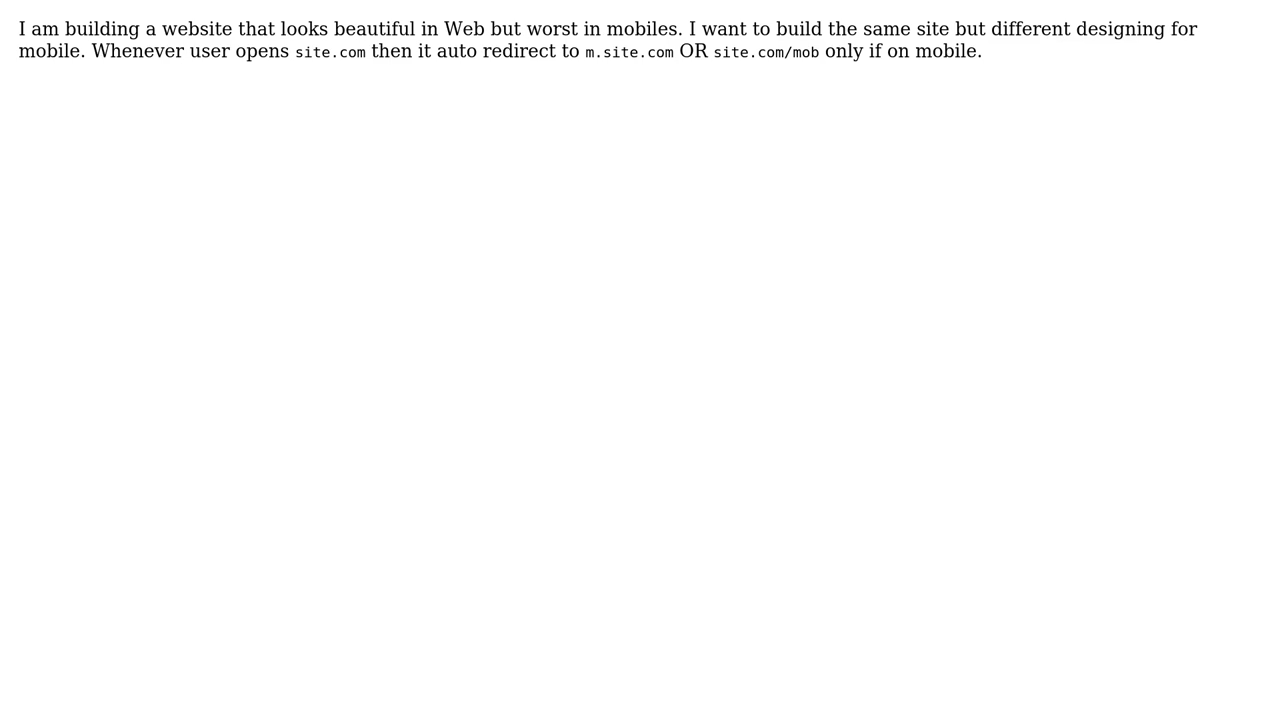 I am building a website that looks beautiful in Web but worst in mobiles. I want to build the same site but different designing for
mobile. Whenever user opens site.com then it auto redirect to m.site.com OR site.com/mob only if on mobile.